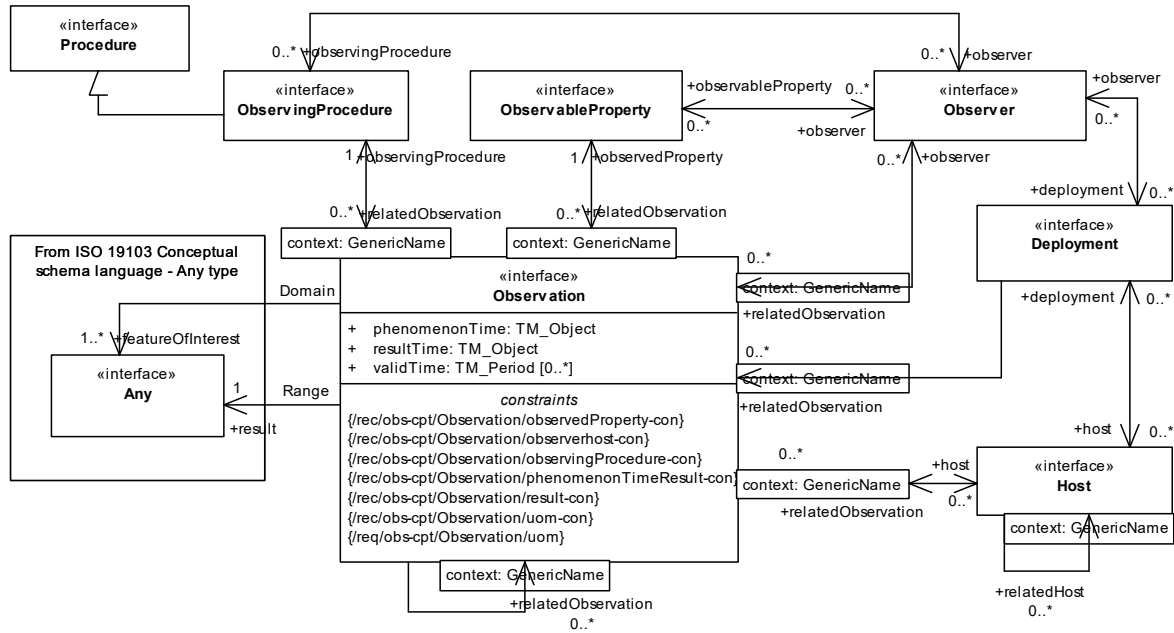 «interface»
Procedure
0..* +observingProcedure
0..* +observer
«interface»
ObservingProcedure
«interface»
ObservableProperty
+observableProperty
0..*
0..*
+observer
«interface»
Observer
+observer
0..*
1 +observingProcedure
1 +observedProperty
0..* +observer
0..* +relatedObservation
0..* +relatedObservation
+deployment
0..*
context: GenericName
context: GenericName
«interface»
Deployment
From ISO 19103 Conceptual
schema language - Any type
Domain
1..* +featureOfInterest
«interface»
Any
Range
1
+result
«interface»
Observation
+ phenomenonTime: TM_Object
+ resultTime: TM_Object
+ validTime: TM_Period [0..*]
constraints
{/rec/obs-cpt/Observation/observedProperty-con}
{/rec/obs-cpt/Observation/observerhost-con}
{/rec/obs-cpt/Observation/observingProcedure-con}
{/rec/obs-cpt/Observation/phenomenonTimeResult-con}
{/rec/obs-cpt/Observation/result-con}
{/rec/obs-cpt/Observation/uom-con}
{/req/obs-cpt/Observation/uom}
0..*
context: GenericName
+relatedObservation
+deployment
0..*
0..*
context: GenericName
+relatedObservation
+host
0..*
0..*
context: GenericName
+relatedObservation
+host
0..*
«interface»
Host
context: GenericName
+relatedHost
0..*
context: GenericName
+relatedObservation
0..*